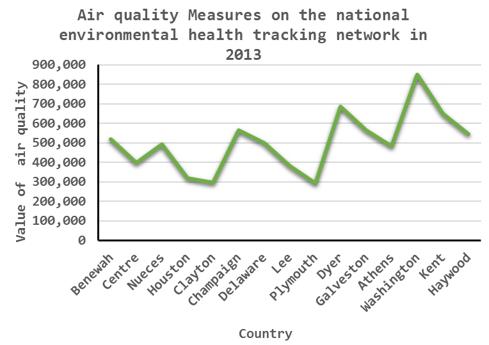 Air quality Measures on the national
environmental health tracking network in
2013
Value of air quality
900,000
800,000
700,000
600,000
500,000
400,000
300,000
200,000
100,000
0
Benewah
Centre
Nueces
Houston
Clayton
Champaign
Delaware
Lee
Plymouth
Dyer
Galveston
Athens
Washington
Kent
Haywood
Country